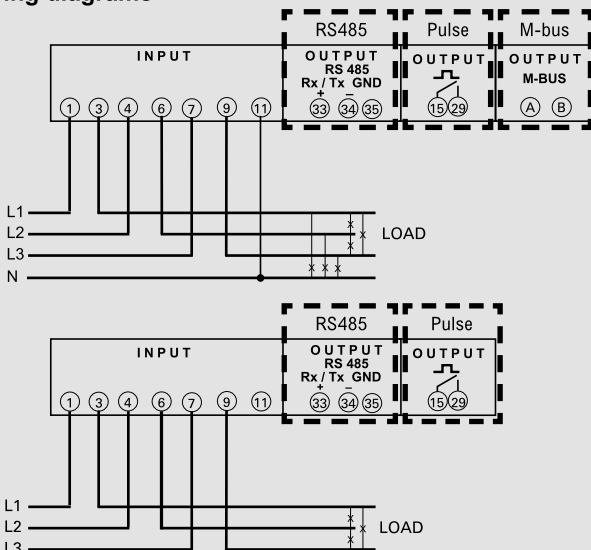 ing diagrams
RS485 Pulse M-bus
INPUT
OUTPUT
RS 485
Rx / Tx GND
+ –
OUTPUT
OUTPUT
M-BUS
1 3 4 6 7 9 11 33 34 35 15 29 A B
L1
L2 LOAD
L3
N
RS485 Pulse
INPUT
OUTPUT
RS 485
Rx / Tx GND
+ –
OUTPUT
1 3 4 6 7 9 11 33 34 35 15 29
L1
L2 LOAD
L3